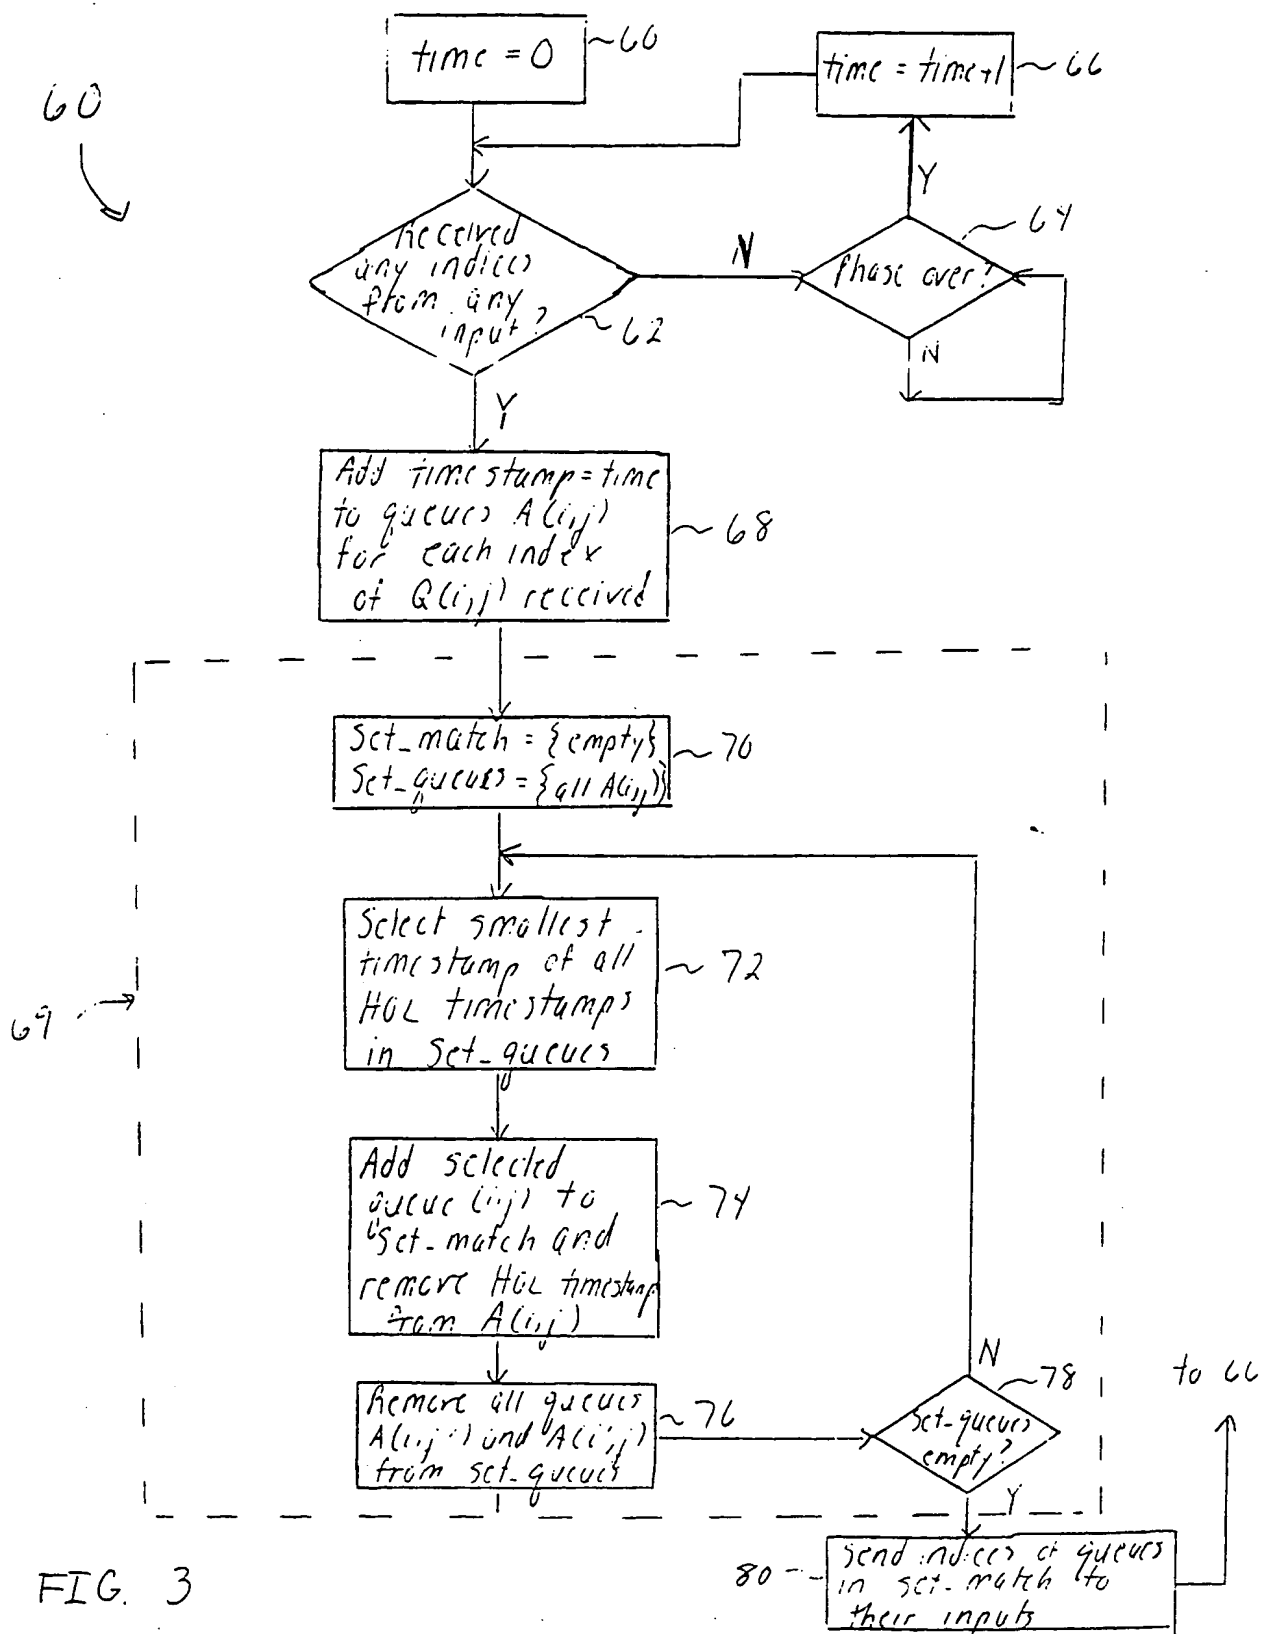 time = 0
60
time = time+1
66
60
Received
any indices
from any
input?
62
N
Y
64
Phase over?
N
Y
Add timestamp = time
to queues A(i,j)
for each index
of Q(i,j) received
68
Set_match = {empty}
Set_queues = {all A(i,j)}
70
Select smallest
timestamp of all
HOL timestamps
in Set_queues
72
69
Add selected
queue (i,j) to
Set_match and
remove HOL timestamp
from A(i,j)
74
Remove all queues
A(i,j') and A(i',j)
from set_queues
76
N
78
Set_queues
empty?
Y
to 66
80
Send indices of queues
in set_match to
their inputs
FIG. 3